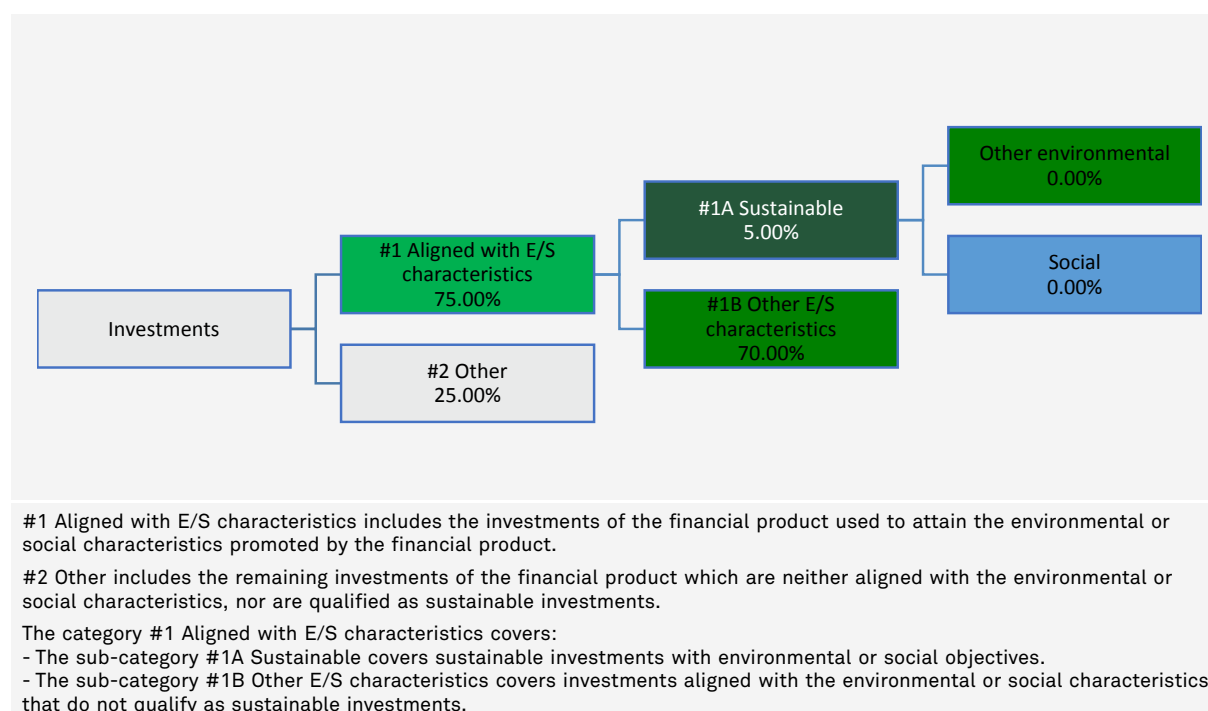 Investments
#1 Aligned with E/S
characteristics
75.00%
#2 Other
25.00%
#1A Sustainable
5.00%
#1B Other E/S
characteristics
70.00%
Other environmental
0.00%
Social
0.00%
#1 Aligned with E/S characteristics includes the investments of the financial product used to attain the environmental or
social characteristics promoted by the financial product.
#2 Other includes the remaining investments of the financial product which are neither aligned with the environmental or
social characteristics, nor are qualified as sustainable investments.
The category #1 Aligned with E/S characteristics covers:
- The sub-category #1A Sustainable covers sustainable investments with environmental or social objectives.
- The sub-category #1B Other E/S characteristics covers investments aligned with the environmental or social characteristics
that do not qualify as sustainable investments.